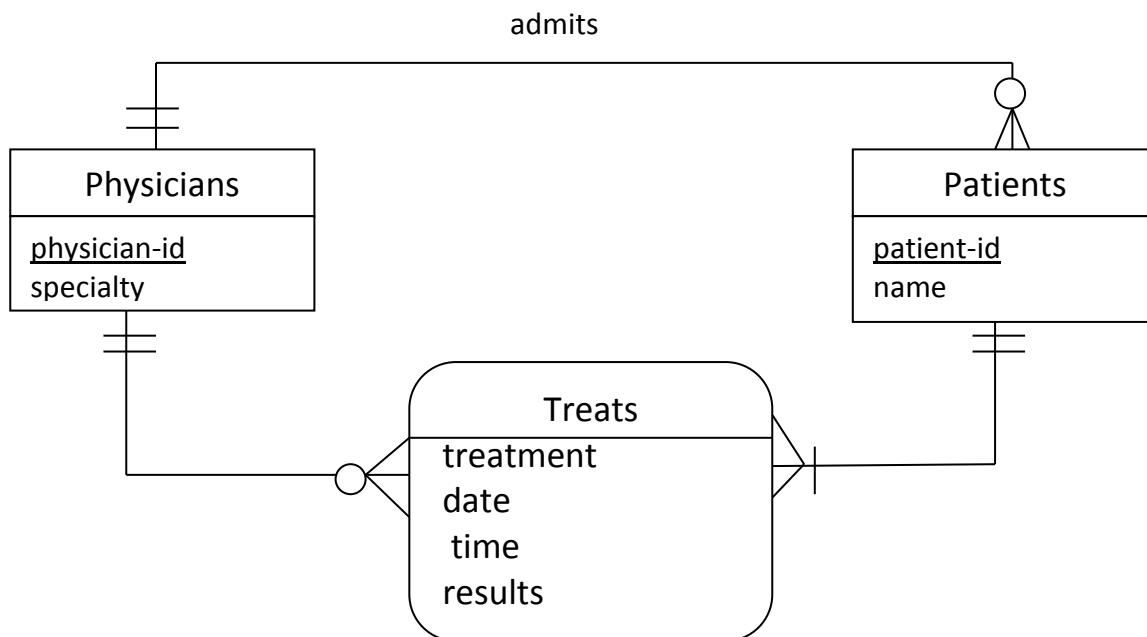 admits
Physicians
physician-id
specialty
Patients
patient-id
name
Treats
treatment
date
time
results